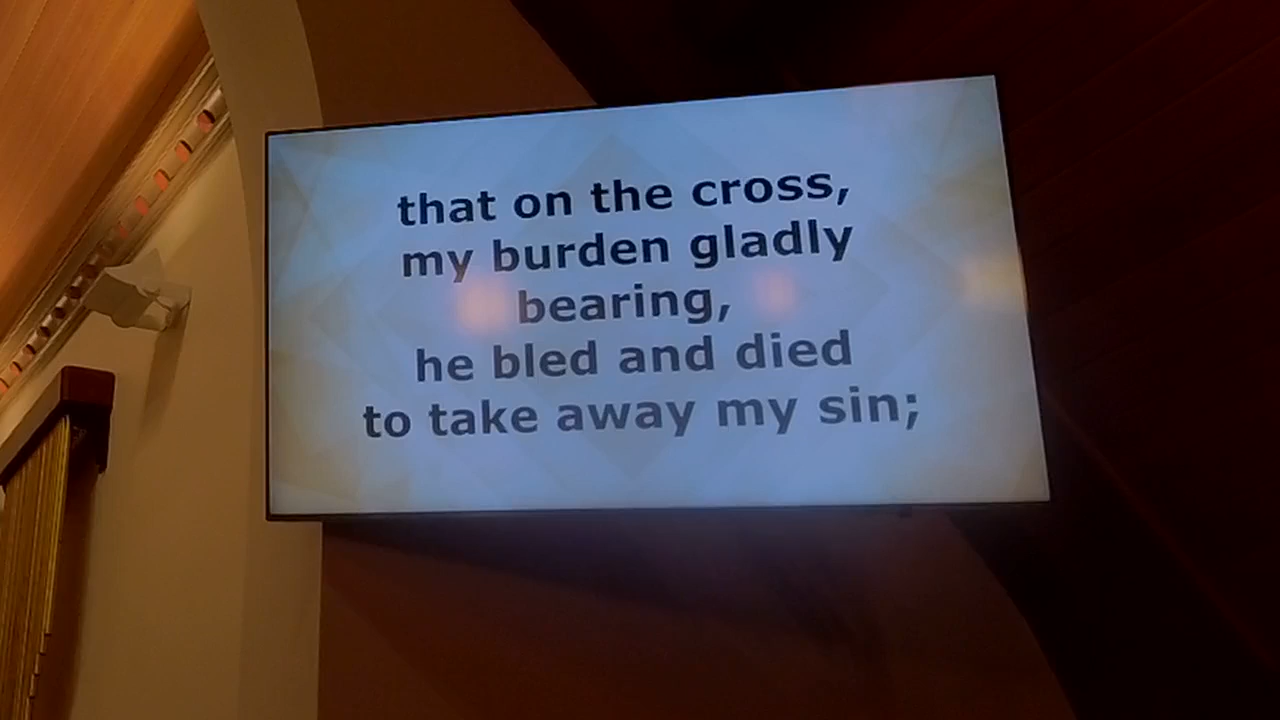 that on the cross,
my burden gladly
bearing,
he bled and died
to take away my sin;